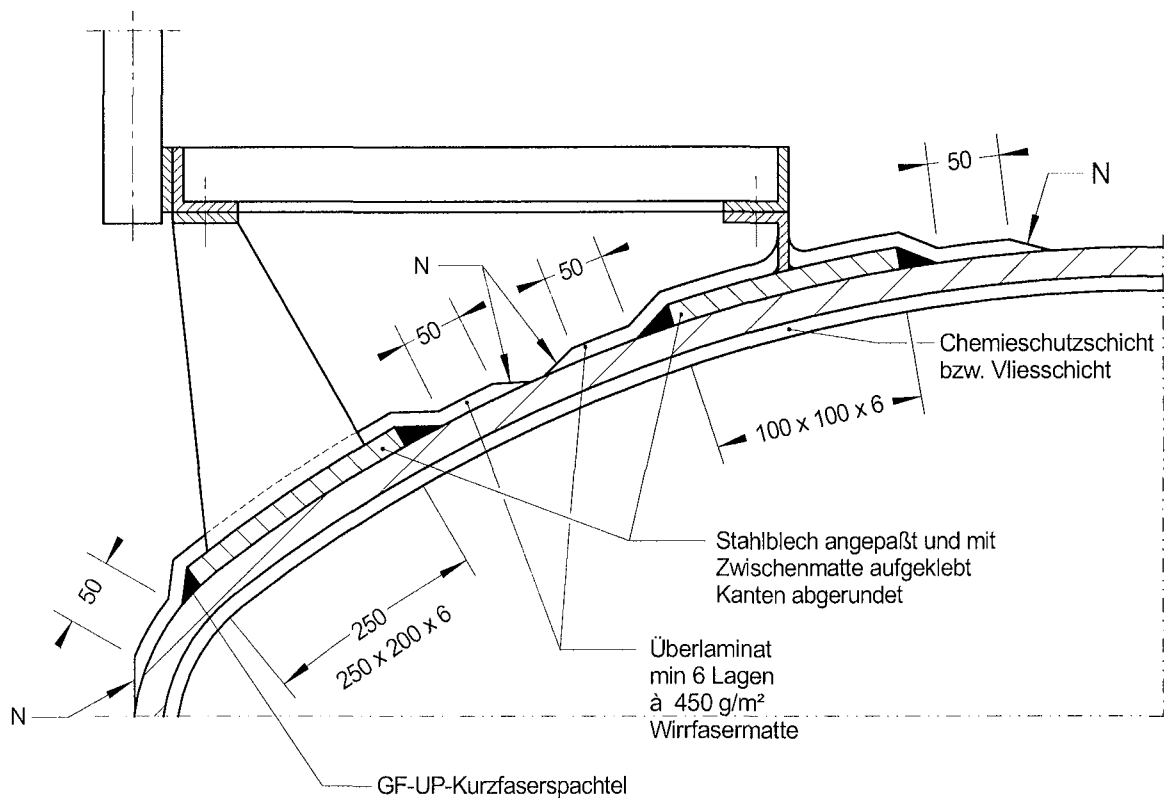 50
N
N
50
50
Chemieschutzschicht
bzw. Vliesschicht
100 x 100 x 6
Stahlblech angepaßt und mit
Zwischenmatte aufgeklebt
Kanten abgerundet
50
250
250 x 200 x 6
Überlaminat
min 6 Lagen
à 450 g/m²
Wirrfasermatte
N
GF-UP-Kurzfaserspachtel